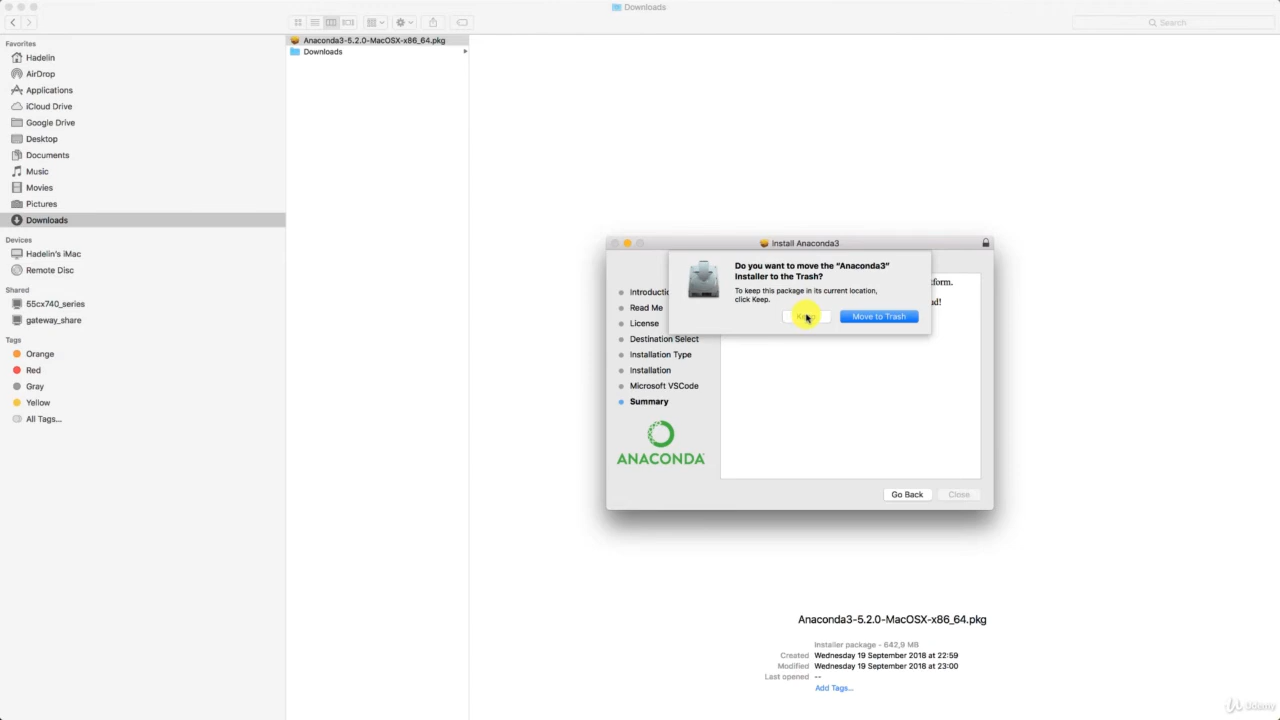 Downloads
Search
Favorites
Hadelin
AirDrop
Applications
iCloud Drive
Google Drive
Desktop
Documents
Music
Movies
Pictures
Downloads
Devices
Hadelin's iMac
Remote Disc
Shared
55cx740_series
gateway_share
Tags
Orange
Red
Gray
Yellow
All Tags...
Anaconda3-5.2.0-MacOSX-x86_64.pkg
Downloads
Install Anaconda3
Do you want to move the “Anaconda3”
Installer to the Trash?
To keep this package in its current location,
click Keep.
Keep
Move to Trash
Read Me
License
Destination Select
Installation Type
Installation
Microsoft VSCode
Summary
ANACONDA
Go Back
Close
Anaconda3-5.2.0-MacOSX-x86_64.pkg
Installer package - 642,9 MB
Created Wednesday 19 September 2018 at 22:59
Modified Wednesday 19 September 2018 at 23:00
Last opened --
Add Tags...
Udemy